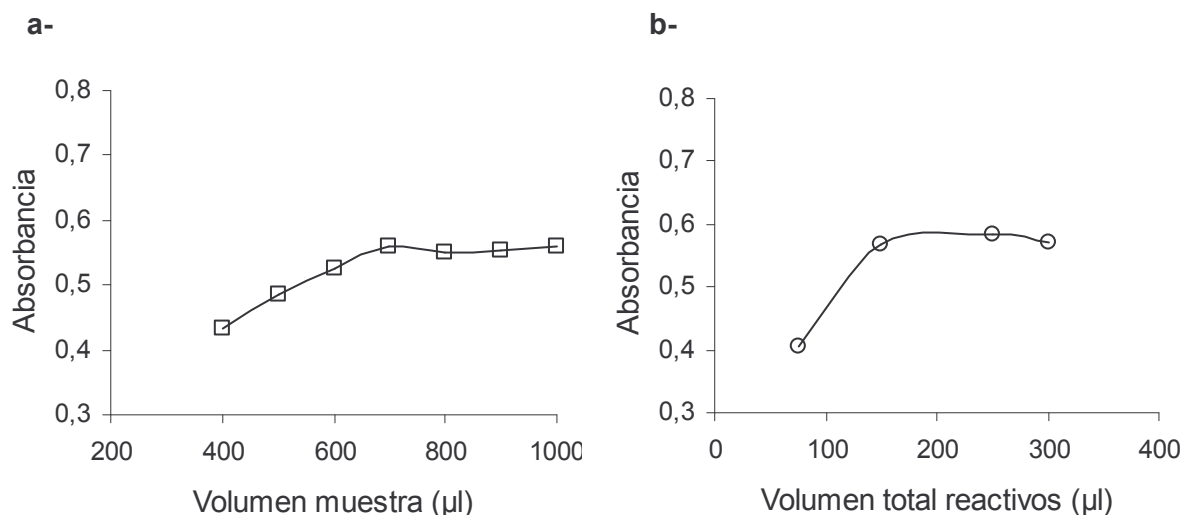 a-
0,8
0,7
0,6
0,5
0,4
0,3
Absorbancia
200 400 600 800 1000
Volumen muestra (µl)
b-
0,8
0,7
0,6
0,5
0,4
0,3
Absorbancia
0 100 200 300 400
Volumen total reactivos (µl)